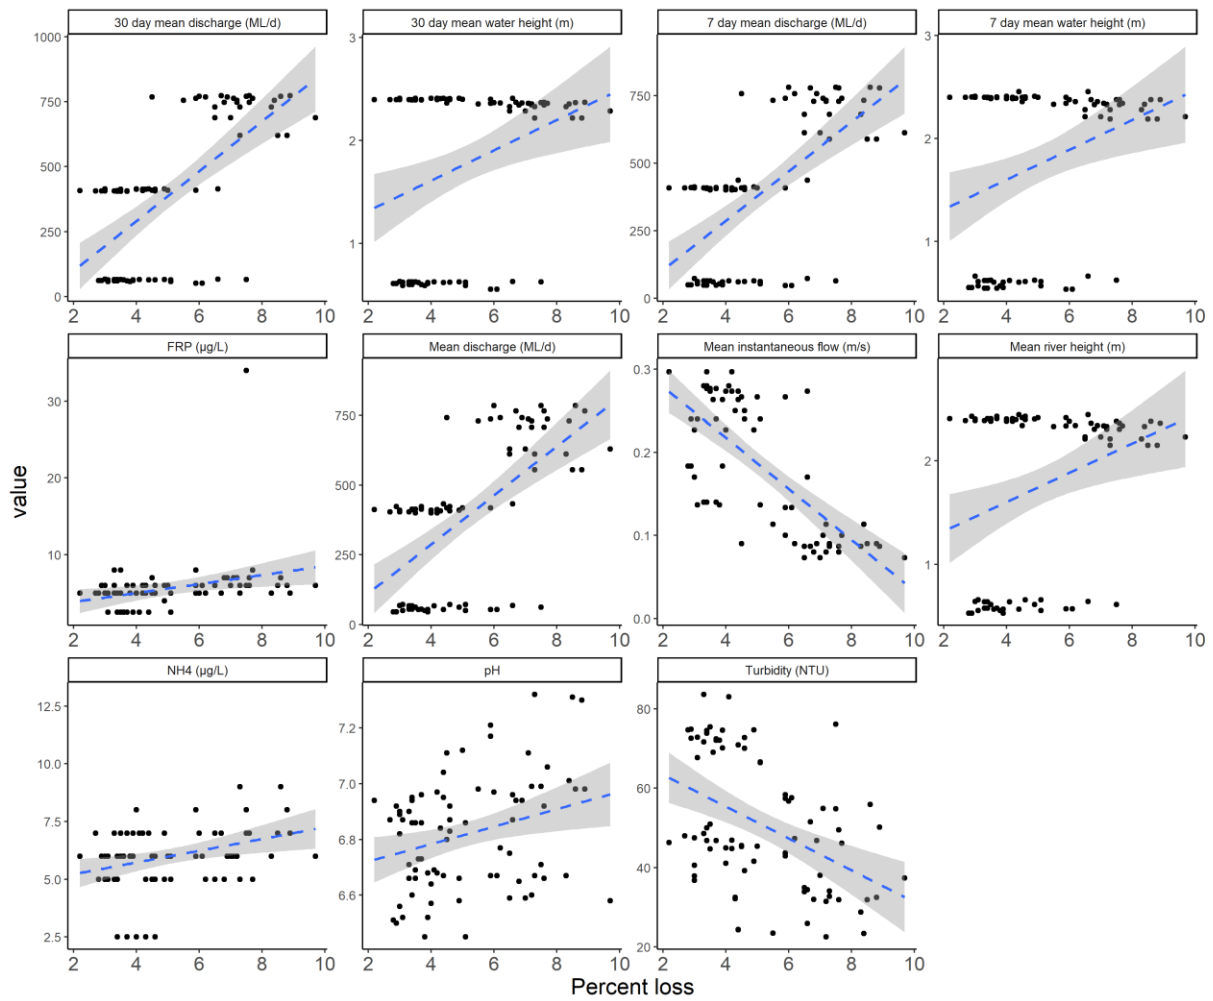 30 day mean discharge (ML/d)
30 day mean water height (m)
7 day mean discharge (ML/d)
7 day mean water height (m)
1000
750
500
250
0
3
2
1
750
500
250
0
3
2
1
2 4 6 8 10
2 4 6 8 10
2 4 6 8 10
2 4 6 8 10
FRP (µg/L)
Mean discharge (ML/d)
Mean instantaneous flow (m/s)
Mean river height (m)
30
20
10
750
500
250
0
0.3
0.2
0.1
0.0
2
1
2 4 6 8 10
2 4 6 8 10
2 4 6 8 10
2 4 6 8 10
NH4 (µg/L)
pH
Turbidity (NTU)
12.5
10.0
7.5
5.0
2.5
7.2
7.0
6.8
6.6
80
60
40
20
2 4 6 8 10
2 4 6 8 10
2 4 6 8 10
value
Percent loss